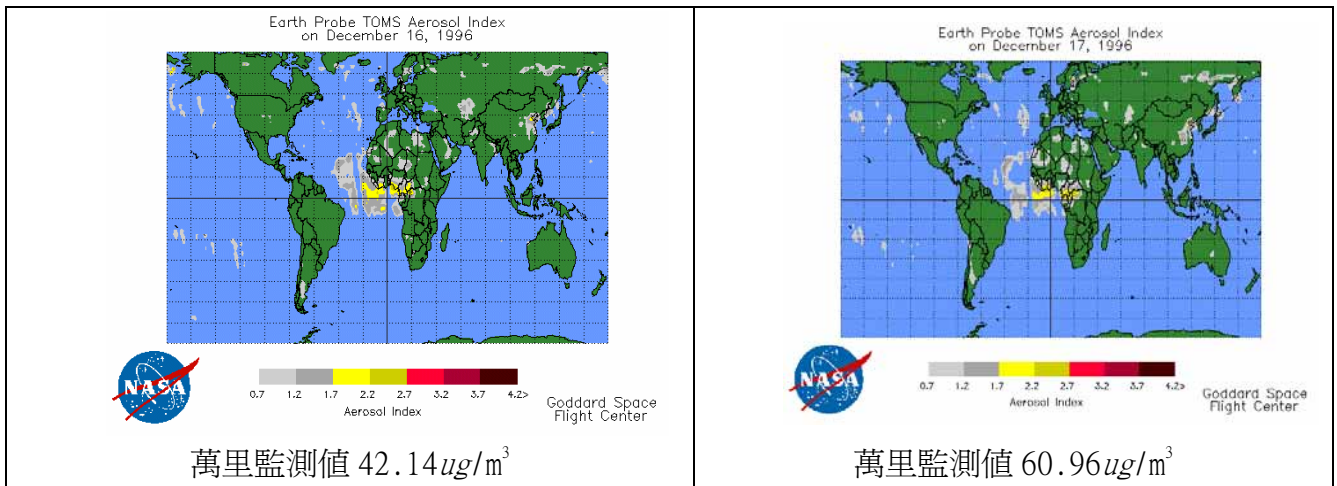 Earth Probe TOMS Aerosol Index
on December 16, 1996
NASA
0.7 1.2 1.7 2.2 2.7 3.2 3.7 4.2>
Aerosol Index
Goddard Space
Flight Center
萬里監測值 42.14ug/m³
Earth Probe TOMS Aerosol Index
on December 17, 1996
NASA
0.7 1.2 1.7 2.2 2.7 3.2 3.7 4.2>
Aerosol Index
Goddard Space
Flight Center
萬里監測值 60.96ug/m³